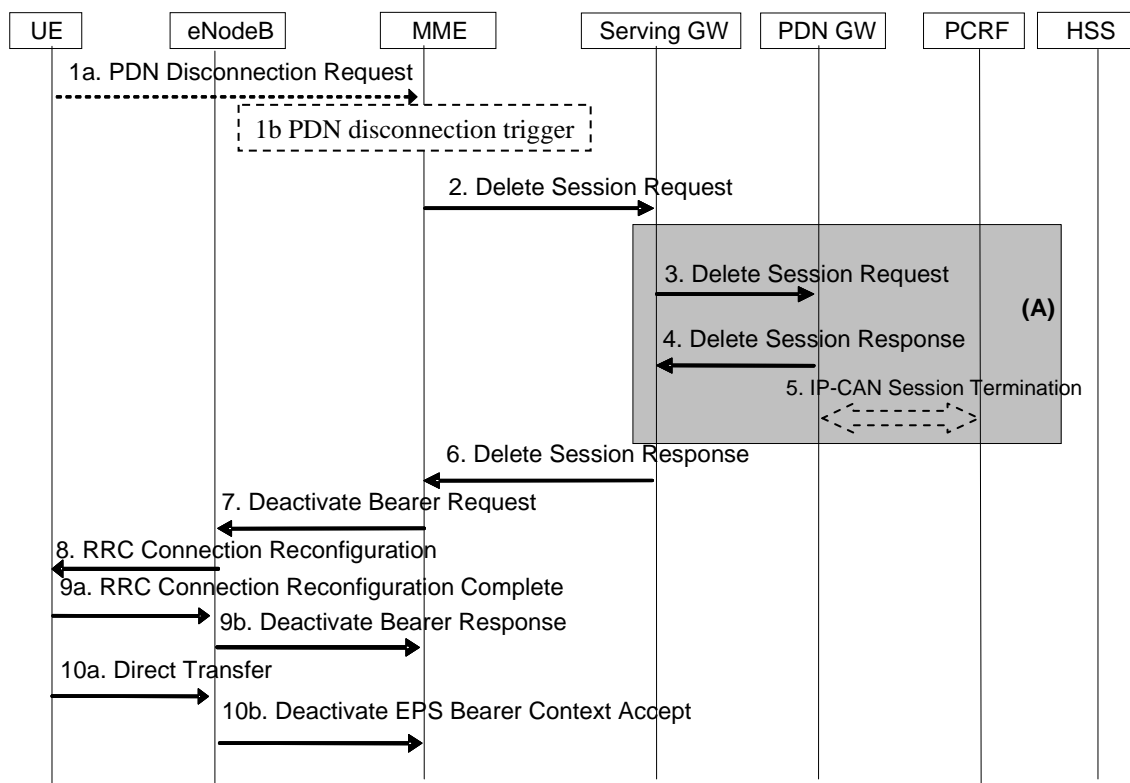 UE eNodeB MME Serving GW PDN GW PCRF HSS
1a. PDN Disconnection Request
1b PDN disconnection trigger
2. Delete Session Request
3. Delete Session Request
(A)
4. Delete Session Response
5. IP-CAN Session Termination
6. Delete Session Response
7. Deactivate Bearer Request
8. RRC Connection Reconfiguration
9a. RRC Connection Reconfiguration Complete
9b. Deactivate Bearer Response
10a. Direct Transfer
10b. Deactivate EPS Bearer Context Accept